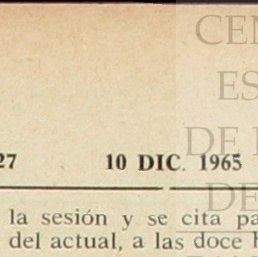 CEN
ES
DE
DE
27 10 DIC. 1965
la sesión y se cita pa
del actual, a las doce h